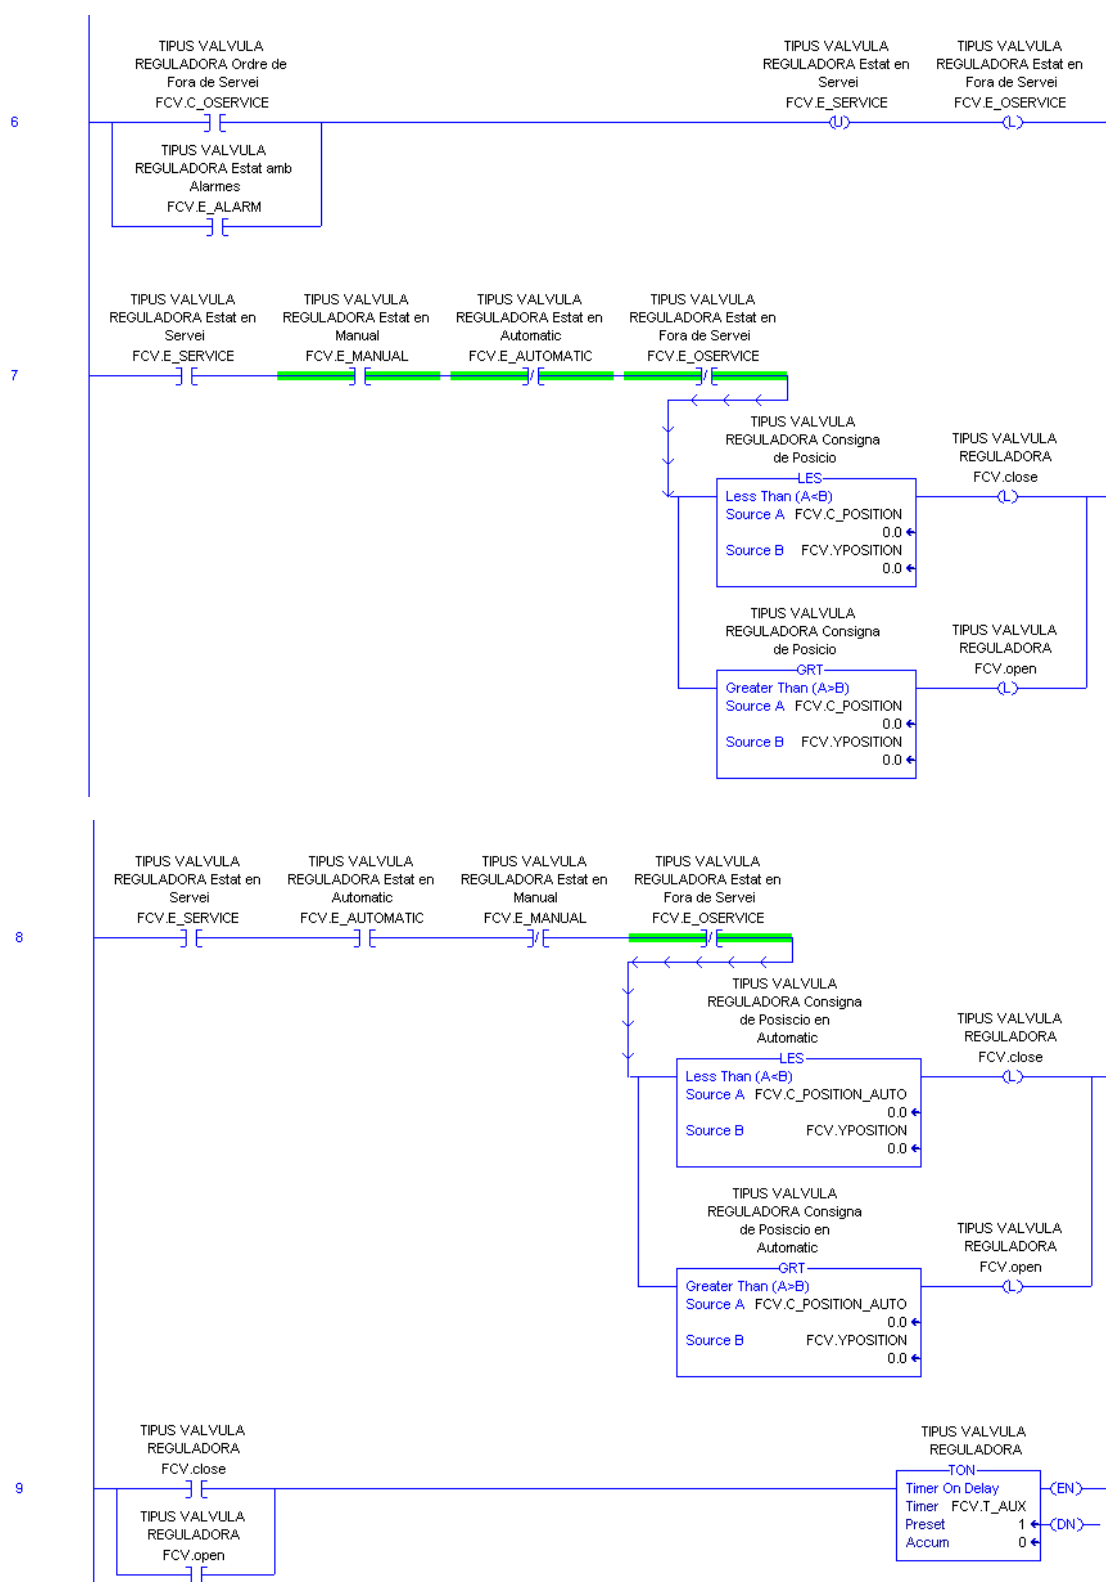 TIPUS VALVULA
REGULADORA Ordre de
Fora de Servei
FCV.C_OSERVICE
TIPUS VALVULA
REGULADORA Estat en
Servei
FCV.E_SERVICE
TIPUS VALVULA
REGULADORA Estat en
Fora de Servei
FCV.E_OSERVICE
6
U
L
TIPUS VALVULA
REGULADORA Estat amb
Alarmes
FCV.E_ALARM
TIPUS VALVULA
REGULADORA Estat en
Servei
FCV.E_SERVICE
TIPUS VALVULA
REGULADORA Estat en
Manual
FCV.E_MANUAL
TIPUS VALVULA
REGULADORA Estat en
Automatic
FCV.E_AUTOMATIC
TIPUS VALVULA
REGULADORA Estat en
Fora de Servei
FCV.E_OSERVICE
7
TIPUS VALVULA
REGULADORA Consigna
de Posicio
LES
Less Than (A<B)
Source A FCV.C_POSITION
0.0
Source B FCV.YPOSITION
0.0
TIPUS VALVULA
REGULADORA
FCV.close
L
TIPUS VALVULA
REGULADORA Consigna
de Posicio
GRT
Greater Than (A>B)
Source A FCV.C_POSITION
0.0
Source B FCV.YPOSITION
0.0
TIPUS VALVULA
REGULADORA
FCV.open
L
TIPUS VALVULA
REGULADORA Estat en
Servei
FCV.E_SERVICE
TIPUS VALVULA
REGULADORA Estat en
Automatic
FCV.E_AUTOMATIC
TIPUS VALVULA
REGULADORA Estat en
Manual
FCV.E_MANUAL
TIPUS VALVULA
REGULADORA Estat en
Fora de Servei
FCV.E_OSERVICE
8
TIPUS VALVULA
REGULADORA Consigna
de Posiscio en
Automatic
LES
Less Than (A<B)
Source A FCV.C_POSITION_AUTO
0.0
Source B FCV.YPOSITION
0.0
TIPUS VALVULA
REGULADORA
FCV.close
L
TIPUS VALVULA
REGULADORA Consigna
de Posiscio en
Automatic
GRT
Greater Than (A>B)
Source A FCV.C_POSITION_AUTO
0.0
Source B FCV.YPOSITION
0.0
TIPUS VALVULA
REGULADORA
FCV.open
L
TIPUS VALVULA
REGULADORA
FCV.close
9
TIPUS VALVULA
REGULADORA
FCV.open
TIPUS VALVULA
REGULADORA
TON
Timer On Delay
Timer FCV.T_AUX
Preset 1
Accum 0
EN
DN